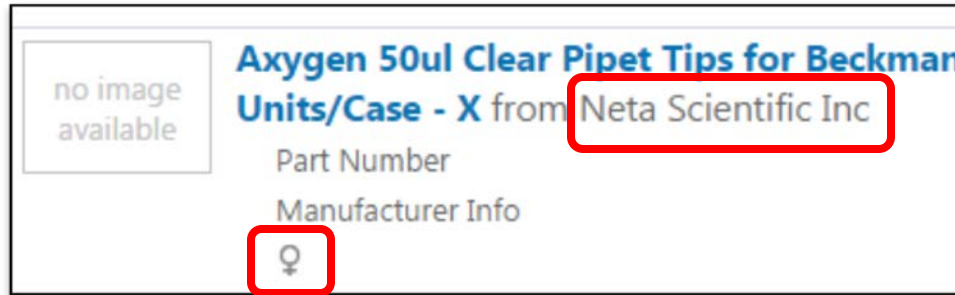 no image
available
Axygen 50ul Clear Pipet Tips for Beckman
Units/Case - X from Neta Scientific Inc
Part Number
Manufacturer Info
♀